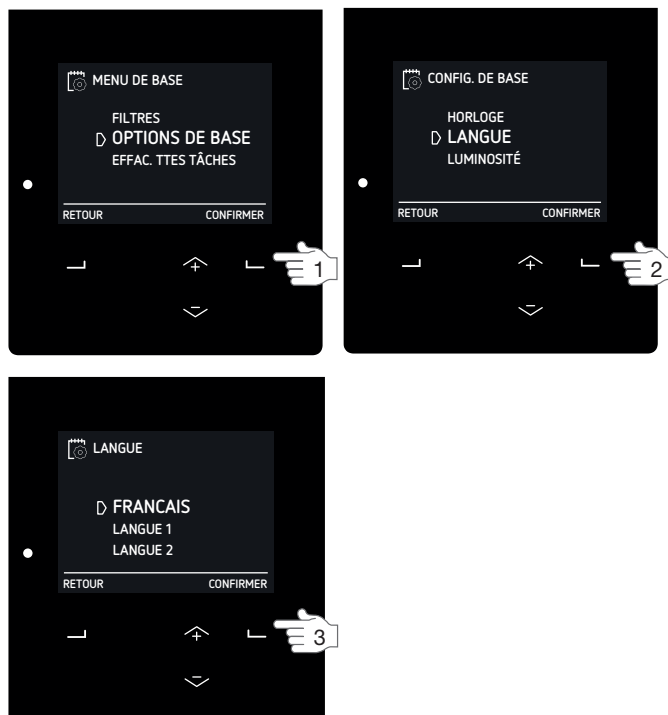 MENU DE BASE
FILTRES
OPTIONS DE BASE
EFFAC. TTES TÂCHES
RETOUR CONFIRMER
1
CONFIG. DE BASE
HORLOGE
LANGUE
LUMINOSITÉ
RETOUR CONFIRMER
2
LANGUE
FRANCAIS
LANGUE 1
LANGUE 2
RETOUR CONFIRMER
3